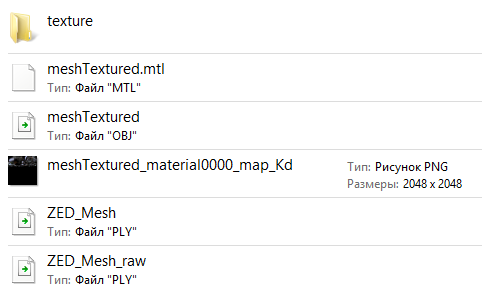 texture
meshTextured.mtl
Тип: Файл "MTL"
meshTextured
Тип: Файл "OBJ"
meshTextured_material0000_map_Kd
Тип: Рисунок PNG
Размеры: 2048 x 2048
ZED_Mesh
Тип: Файл "PLY"
ZED_Mesh_raw
Тип: Файл "PLY"